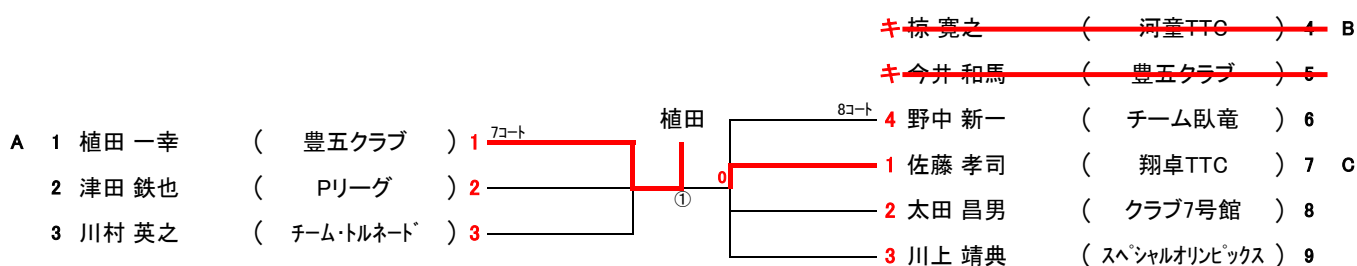 キ 椋 寛之 ( 河童TTC ) 4 B
キ 今井 和馬 ( 豊五クラブ ) 5
8コート 4 野中 新一 ( チーム臥竜 ) 6
植田
A 1 植田 一幸 ( 豊五クラブ ) 1 7コート
0 1 佐藤 孝司 ( 翔卓TTC ) 7 C
2 津田 鉄也 ( Pリーグ ) 2
①
2 太田 昌男 ( クラブ7号館 ) 8
3 川村 英之 ( チーム・トルネード ) 3
3 川上 靖典 ( スペシャルオリンピックス ) 9